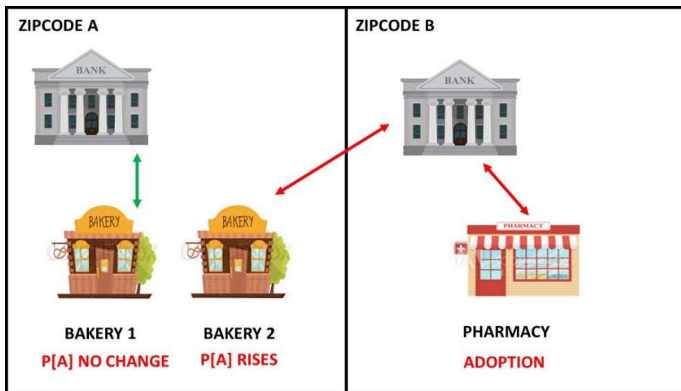 ZIPCODE A
BANK
BAKERY
BAKERY
BAKERY 1
P[A] NO CHANGE
BAKERY 2
P[A] RISES
ZIPCODE B
BANK
PHARMACY
PHARMACY
ADOPTION